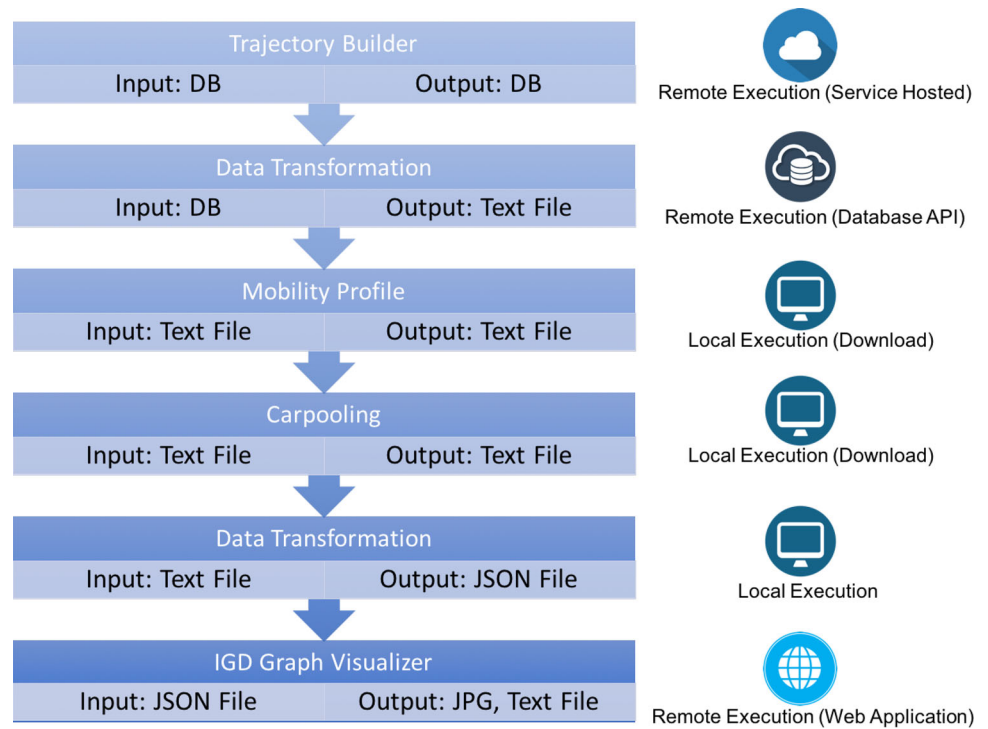 Trajectory Builder
Input: DB
Output: DB
Remote Execution (Service Hosted)
Data Transformation
Input: DB
Output: Text File
Remote Execution (Database API)
Mobility Profile
Input: Text File
Output: Text File
Local Execution (Download)
Carpooling
Input: Text File
Output: Text File
Local Execution (Download)
Data Transformation
Input: Text File
Output: JSON File
Local Execution
IGD Graph Visualizer
Input: JSON File
Output: JPG, Text File
Remote Execution (Web Application)